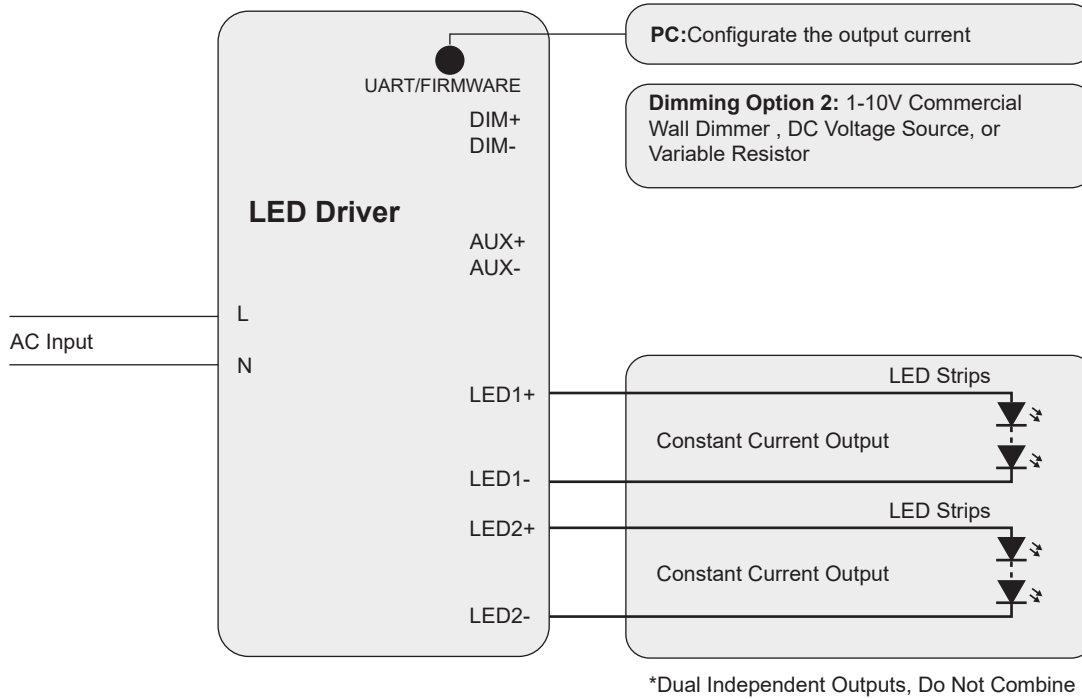 PC:Configurate the output current
UART/FIRMWARE
Dimming Option 2: 1-10V Commercial
Wall Dimmer , DC Voltage Source, or
Variable Resistor
DIM+
DIM-
LED Driver
AUX+
AUX-
L
AC Input
N
LED Strips
LED1+
Constant Current Output
LED1-
LED Strips
LED2+
Constant Current Output
LED2-
*Dual Independent Outputs, Do Not Combine